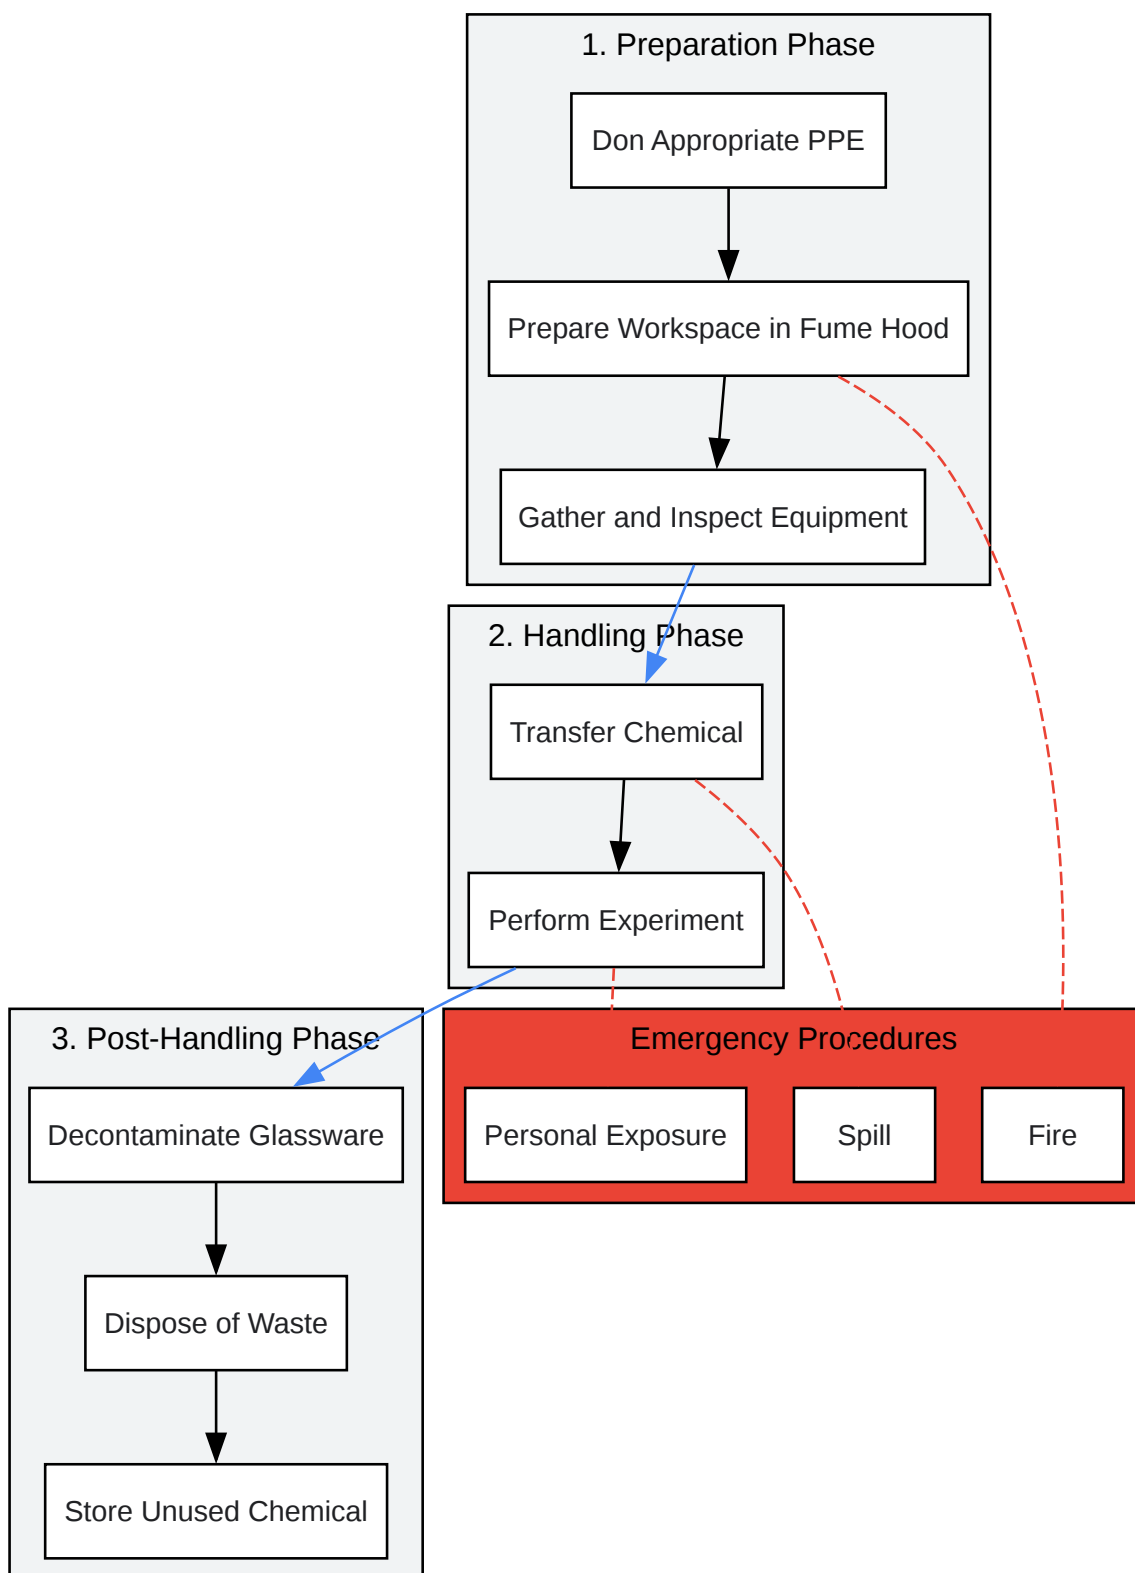 1. Preparation Phase
Don Appropriate PPE
Prepare Workspace in Fume Hood
Gather and Inspect Equipment
2. Handling Phase
Transfer Chemical
Perform Experiment
3. Post-Handling Phase
Decontaminate Glassware
Dispose of Waste
Store Unused Chemical
Emergency Procedures
Personal Exposure
Spill
Fire